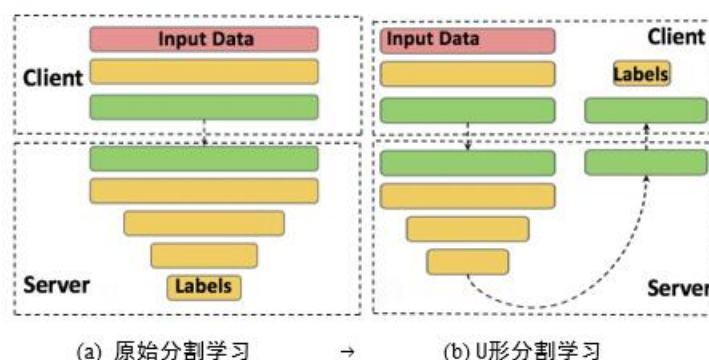 Input Data
Client
Server
Labels
Input Data
Client
Labels
Server
(a) 原始分割学习 → (b) U形分割学习